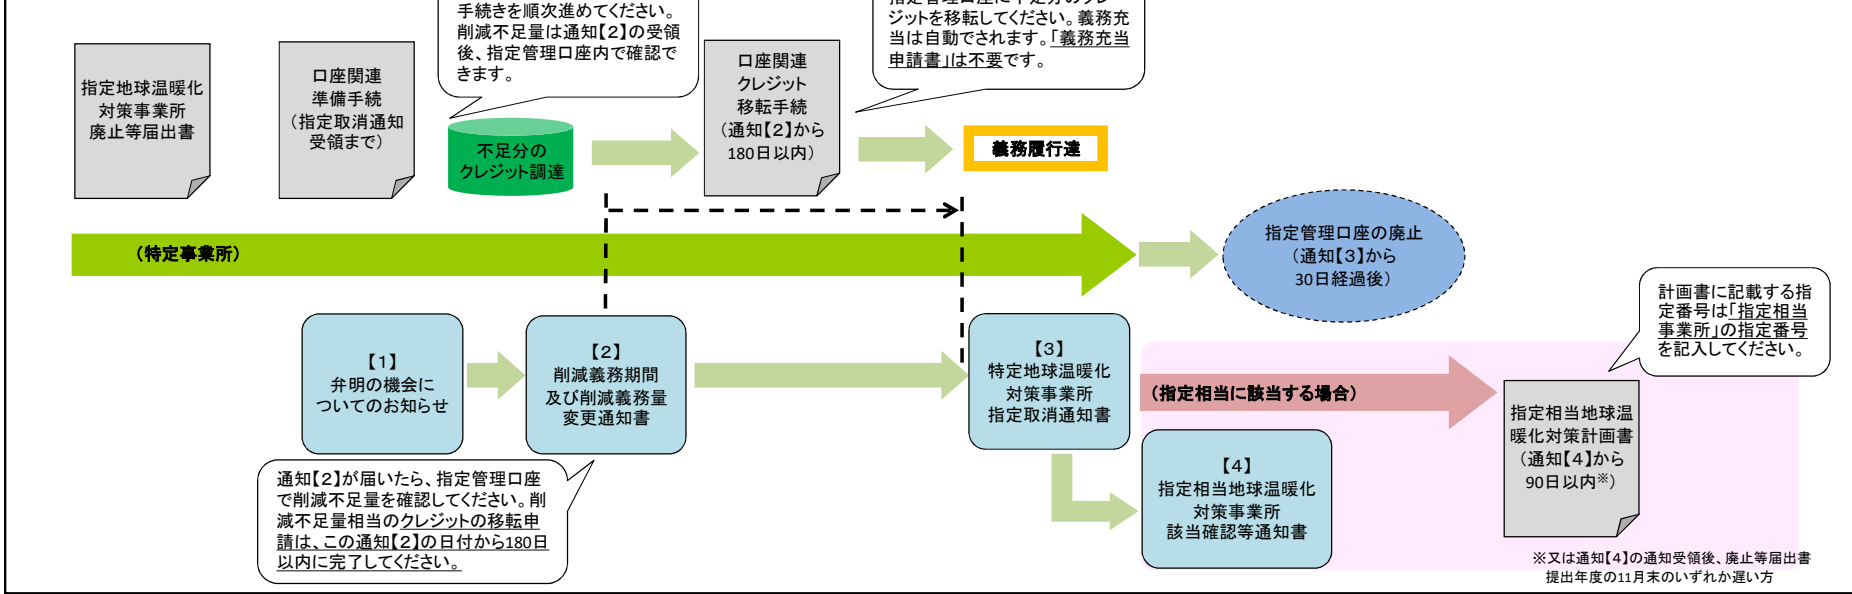 手続きを順次進めてください。
削減不足量は通知【2】の受領
後、指定管理口座内で確認で
きます。
ジットを移転してください。義務充
当は自動でされます。「義務充当
申請書」は不要です。
指定地球温暖化
対策事業所
廃止等届出書
口座関連
準備手続
(指定取消通知
受領まで)
不足分の
クレジット調達
口座関連
クレジット
移転手続
(通知【2】から
180日以内)
義務履行達
(特定事業所)
指定管理口座の廃止
(通知【3】から
30日経過後)
【1】
弁明の機会に
ついてのお知らせ
【2】
削減義務期間
及び削減義務量
変更通知書
【3】
特定地球温暖化
対策事業所
指定取消通知書
(指定相当に該当する場合)
計画書に記載する指
定番号は「指定相当
事業所」の指定番号
を記入してください。
指定相当地球温
暖化対策計画書
(通知【4】から
90日以内※)
通知【2】が届いたら、指定管理口座
で削減不足量を確認してください。削
減不足量相当のクレジットの移転申
請は、この通知【2】の日付から180日
以内に完了してください。
【4】
指定相当地球温暖化
対策事業所
該当確認等通知書
※又は通知【4】の通知受領後、廃止等届出書
提出年度の11月末のいずれか遅い方